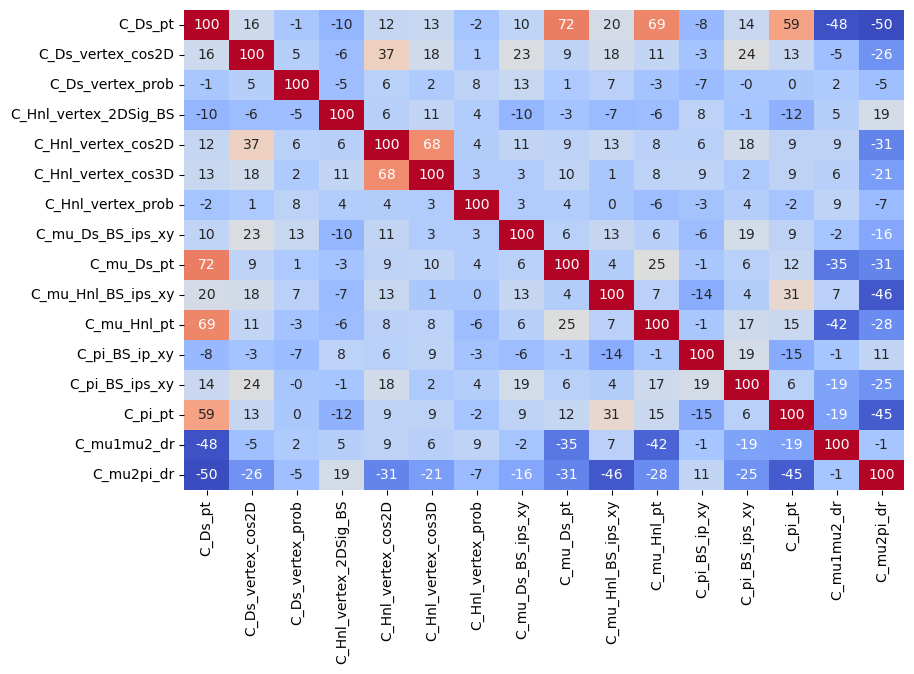 C_Ds_pt 100 16 -1 -10 12 13 -2 10 72 20 69 -8 14 59 -48 -50
C_Ds_vertex_cos2D 16 100 5 -6 37 18 1 23 9 18 11 -3 24 13 -5 -26
C_Ds_vertex_prob -1 5 100 -5 6 2 8 13 1 7 -3 -7 -0 0 2 -5
C_Hnl_vertex_2DSig_BS -10 -6 -5 100 6 11 4 -10 -3 -7 -6 8 -1 -12 5 19
C_Hnl_vertex_cos2D 12 37 6 6 100 68 4 11 9 13 8 6 18 9 9 -31
C_Hnl_vertex_cos3D 13 18 2 11 68 100 3 3 10 1 8 9 2 9 6 -21
C_Hnl_vertex_prob -2 1 8 4 4 3 100 3 4 0 -6 -3 4 -2 9 -7
C_mu_Ds_BS_ips_xy 10 23 13 -10 11 3 3 100 6 13 6 -6 19 9 -2 -16
C_mu_Ds_pt 72 9 1 -3 9 10 4 6 100 4 25 -1 6 12 -35 -31
C_mu_Hnl_BS_ips_xy 20 18 7 -7 13 1 0 13 4 100 7 -14 4 31 7 -46
C_mu_Hnl_pt 69 11 -3 -6 8 8 -6 6 25 7 100 -1 17 15 -42 -28
C_pi_BS_ip_xy -8 -3 -7 8 6 9 -3 -6 -1 -14 -1 100 19 -15 -1 11
C_pi_BS_ips_xy 14 24 -0 -1 18 2 4 19 6 4 17 19 100 6 -19 -25
C_pi_pt 59 13 0 -12 9 9 -2 9 12 31 15 -15 6 100 -19 -45
C_mu1mu2_dr -48 -5 2 5 9 6 9 -2 -35 7 -42 -1 -19 -19 100 -1
C_mu2pi_dr -50 -26 -5 19 -31 -21 -7 -16 -31 -46 -28 11 -25 -45 -1 100
C_Ds_pt
C_Ds_vertex_cos2D
C_Ds_vertex_prob
C_Hnl_vertex_2DSig_BS
C_Hnl_vertex_cos2D
C_Hnl_vertex_cos3D
C_Hnl_vertex_prob
C_mu_Ds_BS_ips_xy
C_mu_Ds_pt
C_mu_Hnl_BS_ips_xy
C_mu_Hnl_pt
C_pi_BS_ip_xy
C_pi_BS_ips_xy
C_pi_pt
C_mu1mu2_dr
C_mu2pi_dr